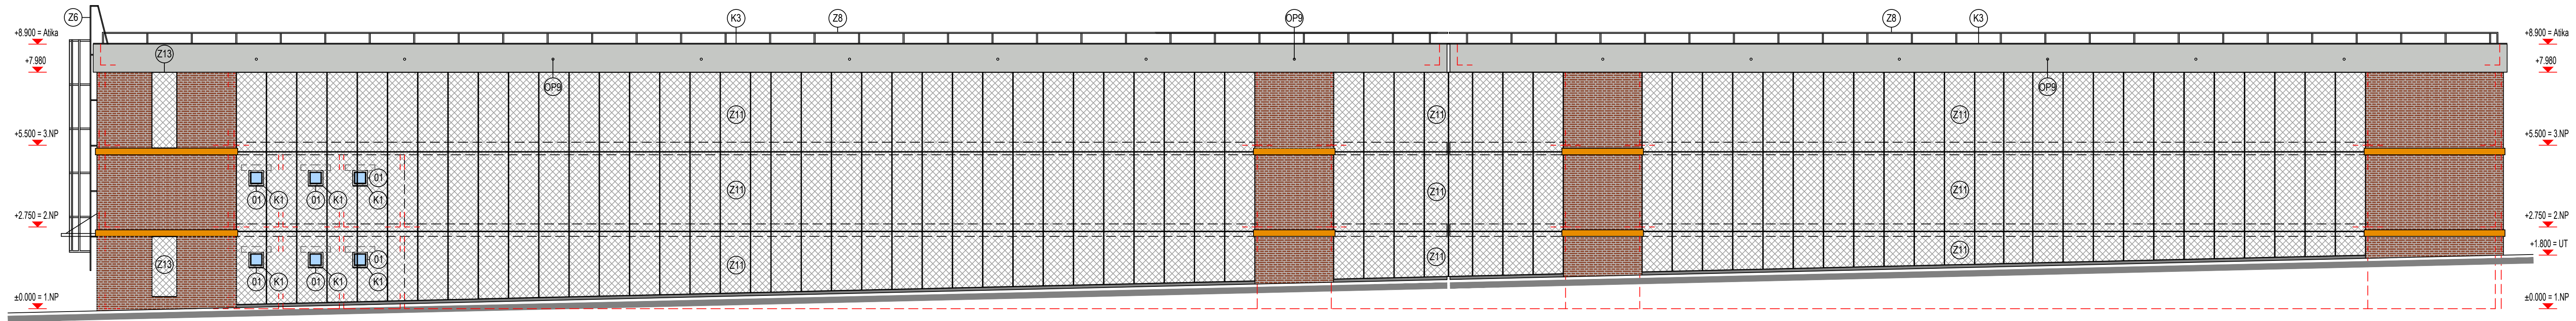 Z6
K3
Z8
OP9
Z8
K3
+8.900 = Atika
+8.900 = Atika
Z13
+7.980
+7.980
OP9
OP9
Z11
Z11
Z11
+5.500 = 3.NP
+5.500 = 3.NP
01
Z11
Z11
Z11
01
K1
01
K1
K1
+2.750 = 2.NP
+2.750 = 2.NP
+1.800 = UT
Z13
01
Z11
Z11
Z11
01
K1
01
K1
K1
±0.000 = 1.NP
±0.000 = 1.NP